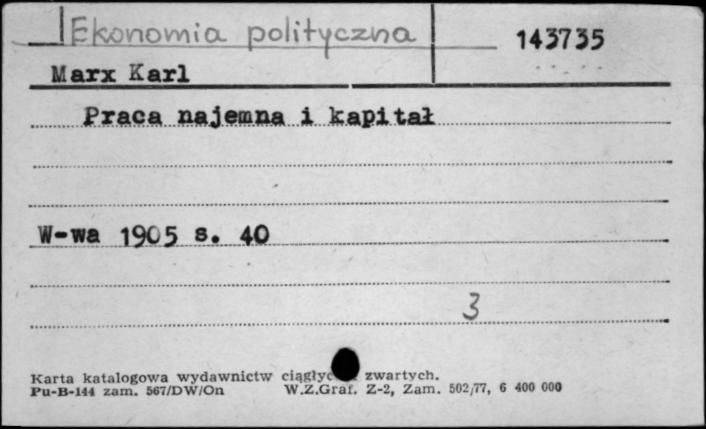 Ekonomia polityczna 143735
Marx Karl
Praca najemna i kapitał
W-wa 1905 s. 40
3
Karta katalogowa wydawnictw zwartych.
Pu-B-144 zam. 567/DW/On W.Z.Graf. Z-2, Zam. 502/77, 6 400 000